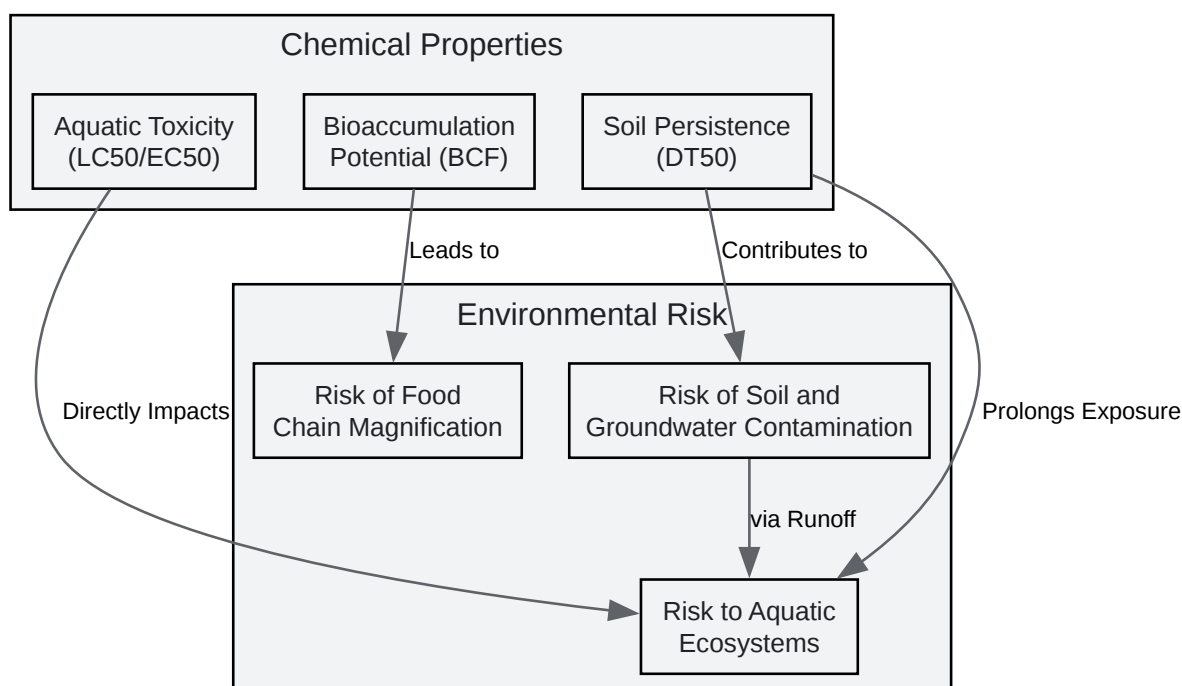 Chemical Properties
Aquatic Toxicity
(LC50/EC50)
Bioaccumulation
Potential (BCF)
Soil Persistence
(DT50)
Leads to
Contributes to
Environmental Risk
Risk of Food
Chain Magnification
Risk of Soil and
Groundwater Contamination
Directly Impacts
Prolongs Exposure
via Runoff
Risk to Aquatic
Ecosystems